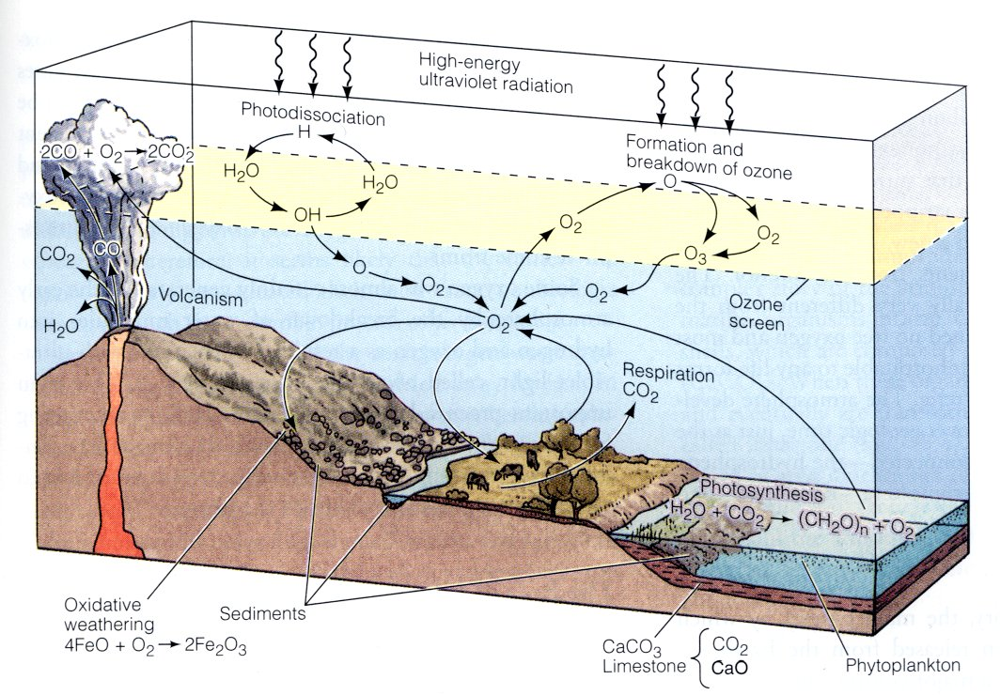 High-energy
ultraviolet radiation
Photodissociation
H
H₂O
H₂O
OH
O
O₂
2CO + O₂ → 2CO₂
CO₂
CO
H₂O
Volcanism
Formation and
breakdown of ozone
O
O₂
O₂
O₃
O₂
O₂
Ozone
screen
Respiration
CO₂
Photosynthesis
H₂O + CO₂ → (CH₂O)n + O₂
Oxidative
weathering
4FeO + O₂ → 2Fe₂O₃
Sediments
CaCO₃
Limestone
CO₂
CaO
Phytoplankton